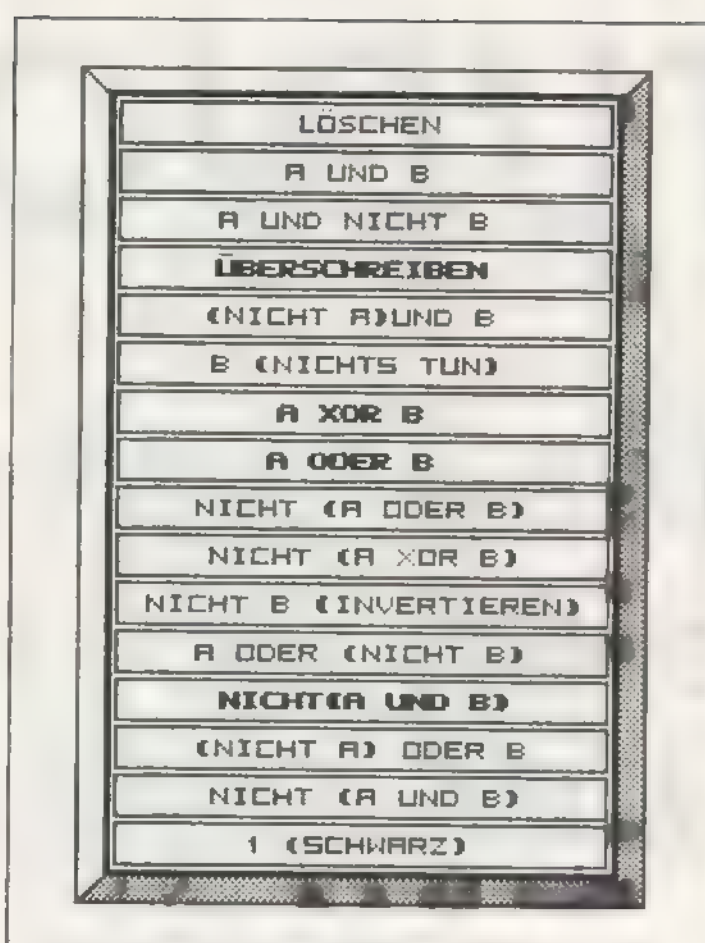 LÖSCHEN
A UND B
A UND NICHT B
ÜBERSCHREIBEN
(NICHT A)UND B
B (NICHTS TUN)
A XOR B
A ODER B
NICHT (A ODER B)
NICHT (A XOR B)
NICHT B (INVERTIEREN)
A ODER (NICHT B)
NICHT(A UND B)
(NICHT A) ODER B
NICHT (A UND B)
1 (SCHWARZ)